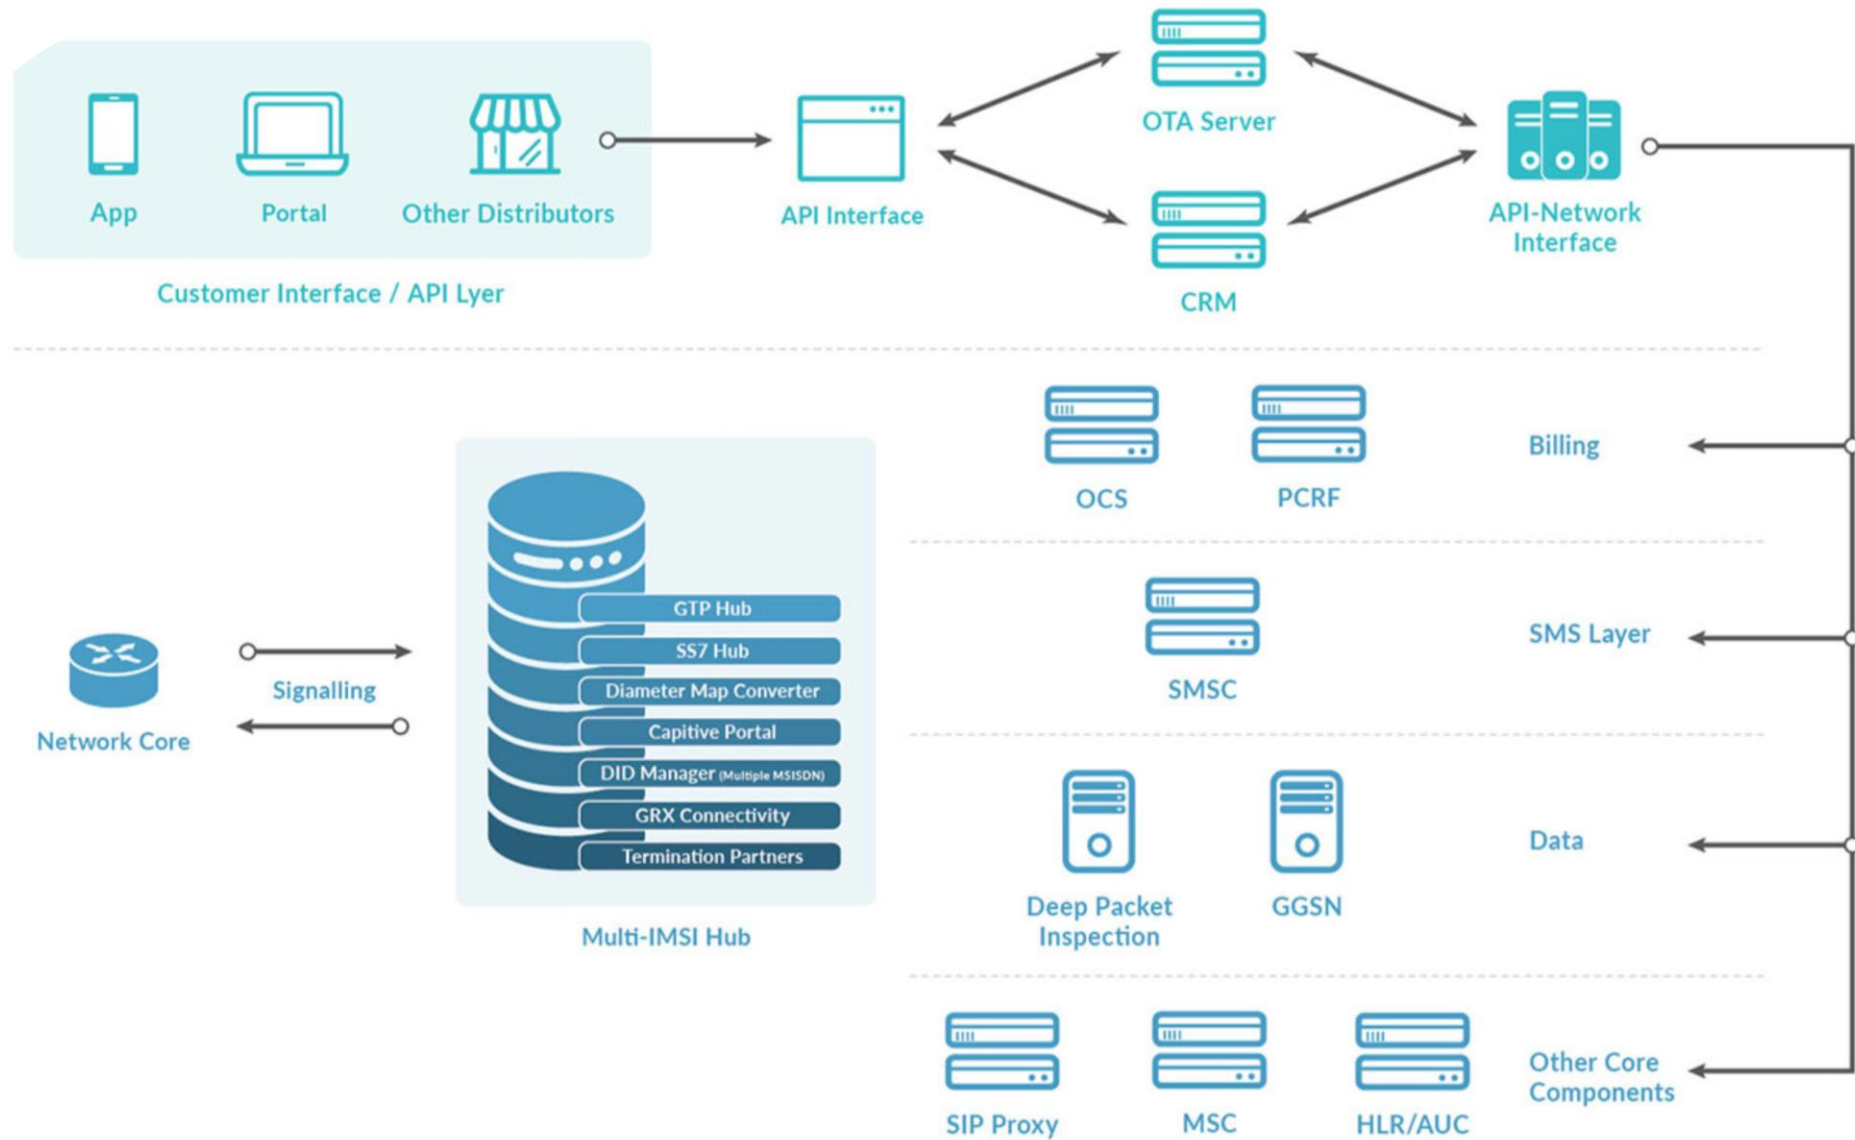 OTA Server
App
Portal
Other Distributors
API Interface
API-Network
Interface
Customer Interface / API Lyer
CRM
OCS
PCRF
Billing
GTP Hub
SS7 Hub
Diameter Map Converter
Capitive Portal
DID Manager (Multiple MSISDN)
GRX Connectivity
Termination Partners
Signalling
Network Core
Multi-IMSI Hub
SMSC
SMS Layer
Deep Packet
Inspection
GGSN
Data
SIP Proxy
MSC
HLR/AUC
Other Core
Components